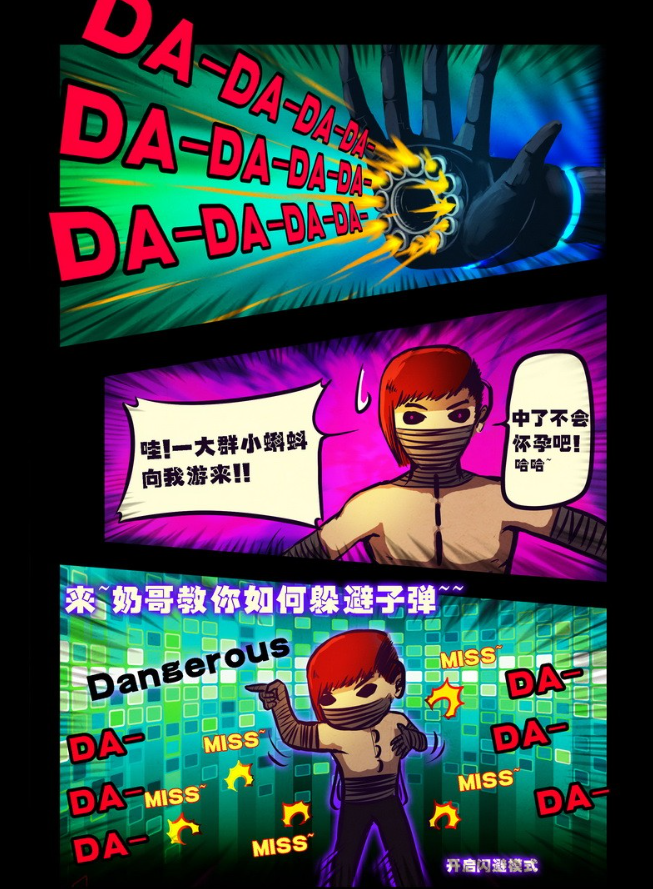 DA-DA-DA-DA-
DA-DA-DA-DA-
DA-DA-DA-DA-
哇!一大群小蝌蚪
向我游来!!
中了不会
怀孕吧!
哈哈~
来~奶哥教你如何躲避子弹~~
Dangerous
MISS~
DA-
DA-
MISS~
DA-
MISS~
DA-
MISS~
DA-
DA-
MISS~
开启闪避模式